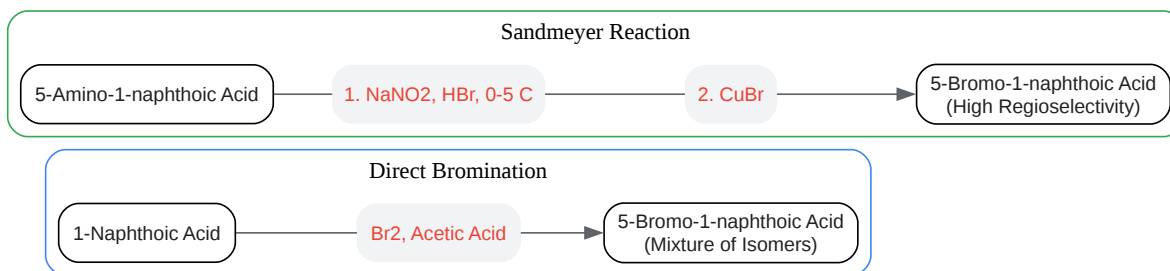 Sandmeyer Reaction
5-Amino-1-naphthoic Acid
1. NaNO2, HBr, 0-5 C
2. CuBr
5-Bromo-1-naphthoic Acid
(High Regioselectivity)
Direct Bromination
1-Naphthoic Acid
Br2, Acetic Acid
5-Bromo-1-naphthoic Acid
(Mixture of Isomers)